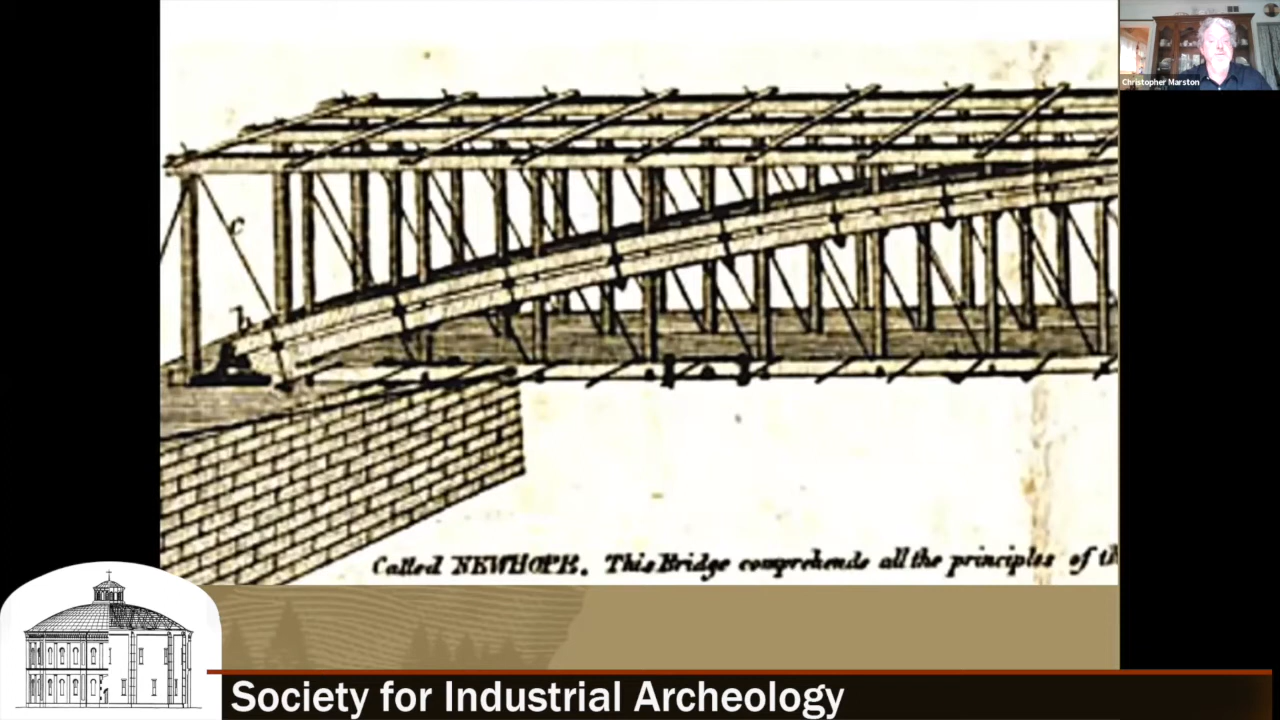 Christopher Marston
C
b
Called NEWHOPE. This Bridge comprehends all the principles of th
Society for Industrial Archeology